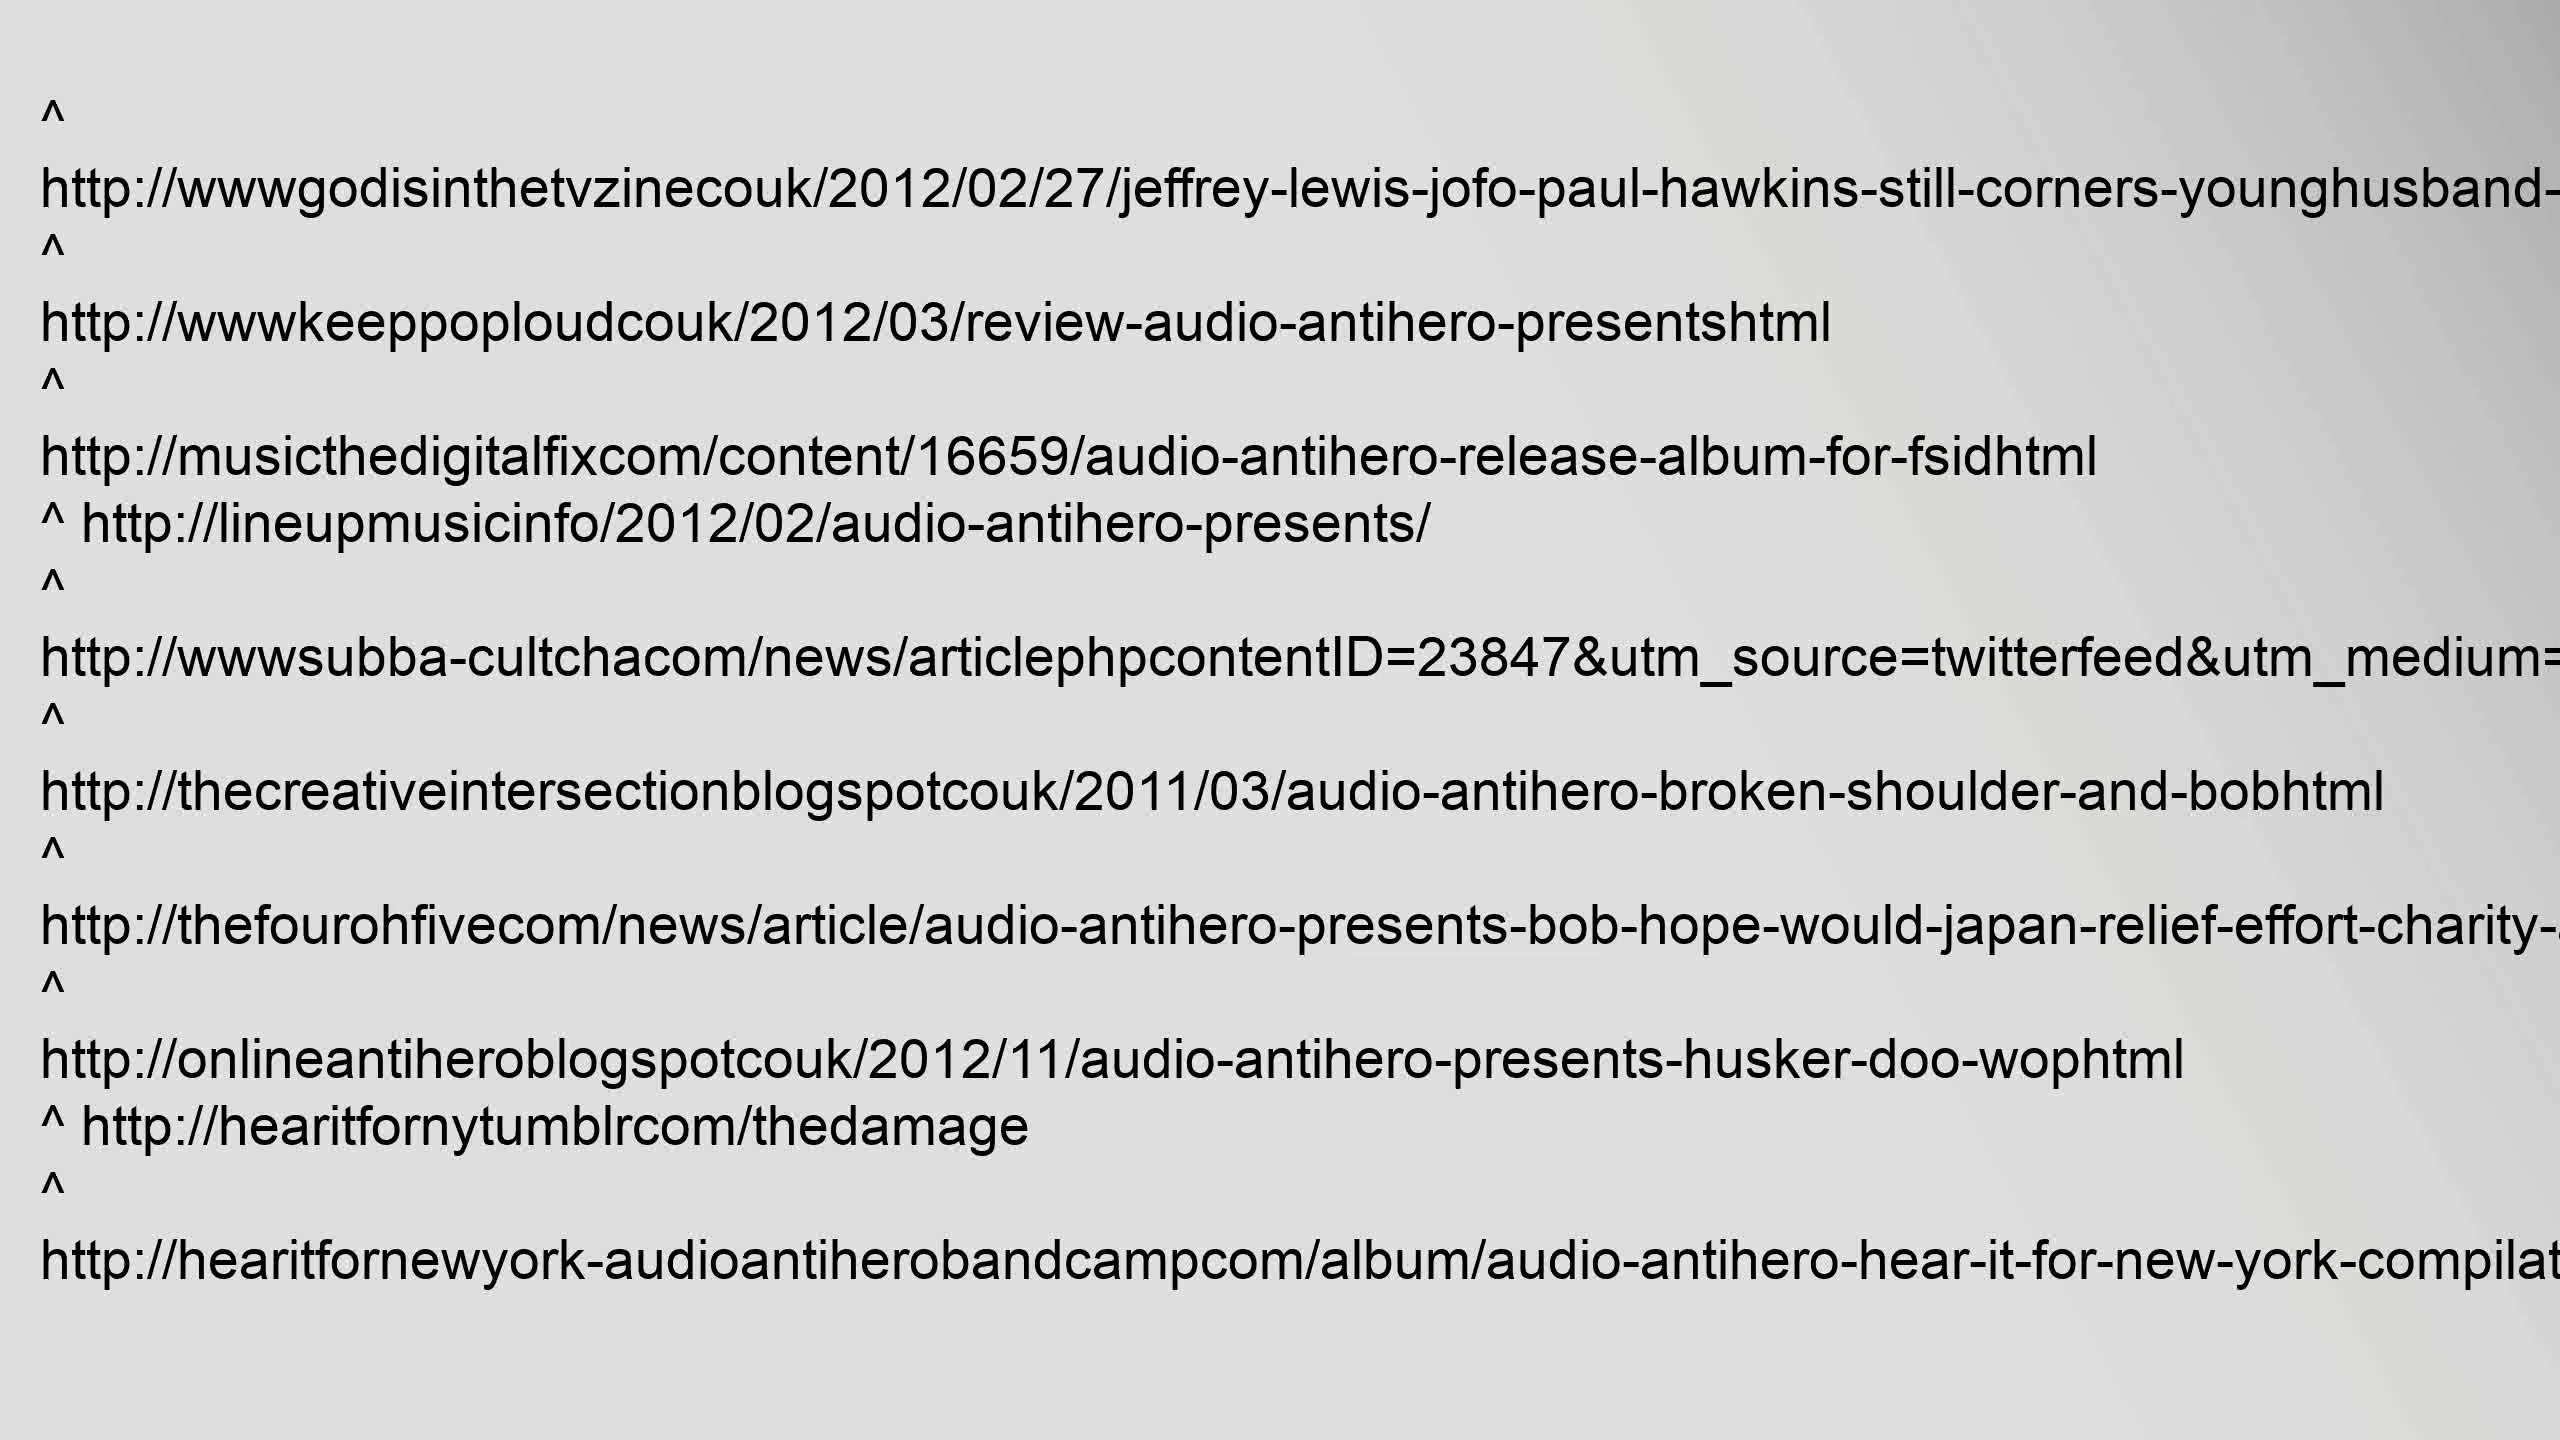 ^
http://wwwgodisinthetvzinecouk/2012/02/27/jeffrey-lewis-jofo-paul-hawkins-still-corners-younghusband-
^
http://wwwkeeppoploudcouk/2012/03/review-audio-antihero-presentshtml
^
http://musicthedigitalfixcom/content/16659/audio-antihero-release-album-for-fsidhtml
^ http://lineupmusicinfo/2012/02/audio-antihero-presents/
^
http://wwwsubba-cultchacom/news/articlephpcontentID=23847&utm_source=twitterfeed&utm_medium=
^
http://thecreativeintersectionblogspotcouk/2011/03/audio-antihero-broken-shoulder-and-bobhtml
^
http://thefourohfivecom/news/article/audio-antihero-presents-bob-hope-would-japan-relief-effort-charity-
^
http://onlineantiheroblogspotcouk/2012/11/audio-antihero-presents-husker-doo-wophtml
^ http://hearitfornytumblrcom/thedamage
^
http://hearitfornewyork-audioantiherobandcampcom/album/audio-antihero-hear-it-for-new-york-compilat